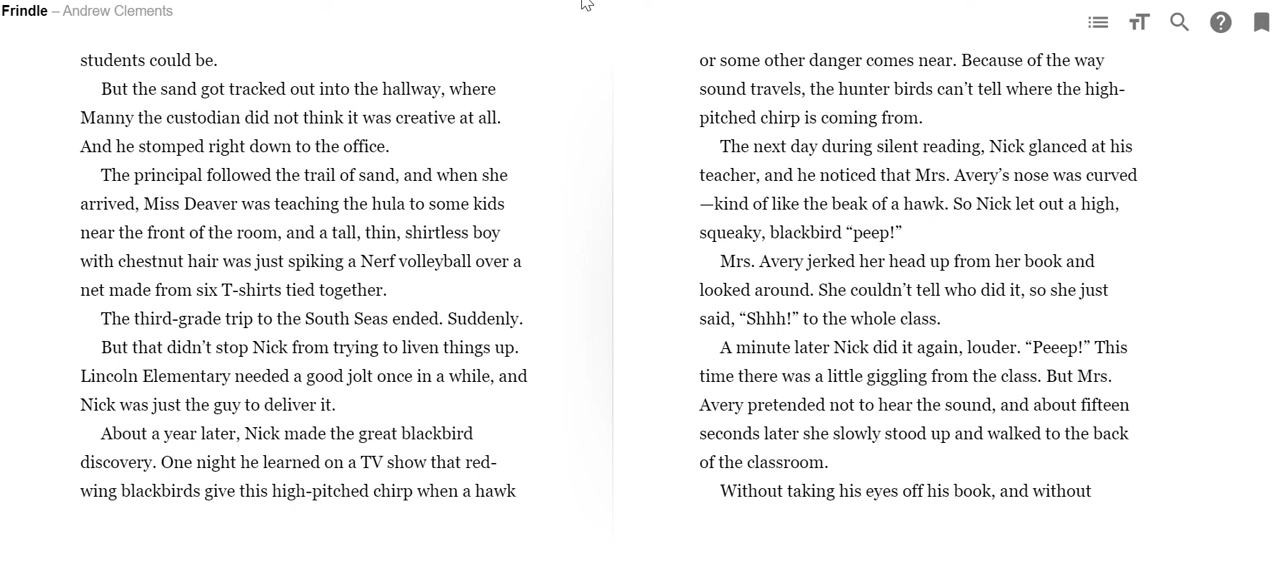 Frindle – Andrew Clements
students could be.
But the sand got tracked out into the hallway, where
Manny the custodian did not think it was creative at all.
And he stomped right down to the office.
The principal followed the trail of sand, and when she
arrived, Miss Deaver was teaching the hula to some kids
near the front of the room, and a tall, thin, shirtless boy
with chestnut hair was just spiking a Nerf volleyball over a
net made from six T-shirts tied together.
The third-grade trip to the South Seas ended. Suddenly.
But that didn’t stop Nick from trying to liven things up.
Lincoln Elementary needed a good jolt once in a while, and
Nick was just the guy to deliver it.
About a year later, Nick made the great blackbird
discovery. One night he learned on a TV show that red-
wing blackbirds give this high-pitched chirp when a hawk
or some other danger comes near. Because of the way
sound travels, the hunter birds can’t tell where the high-
pitched chirp is coming from.
The next day during silent reading, Nick glanced at his
teacher, and he noticed that Mrs. Avery’s nose was curved
—kind of like the beak of a hawk. So Nick let out a high,
squeaky, blackbird “peep!”
Mrs. Avery jerked her head up from her book and
looked around. She couldn’t tell who did it, so she just
said, “Shhh!” to the whole class.
A minute later Nick did it again, louder. “Peeep!” This
time there was a little giggling from the class. But Mrs.
Avery pretended not to hear the sound, and about fifteen
seconds later she slowly stood up and walked to the back
of the classroom.
Without taking his eyes off his book, and without